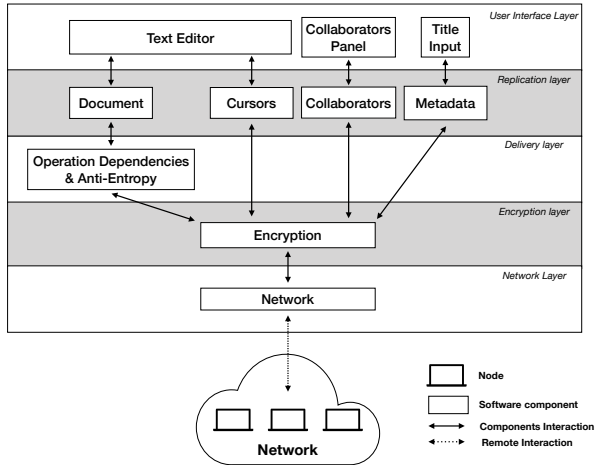 User Interface Layer
Text Editor
Collaborators
Panel
Title
Input
Replication layer
Document
Cursors
Collaborators
Metadata
Delivery layer
Operation Dependencies
& Anti-Entropy
Encryption layer
Encryption
Network Layer
Network
Network
Node
Software component
Components Interaction
Remote Interaction